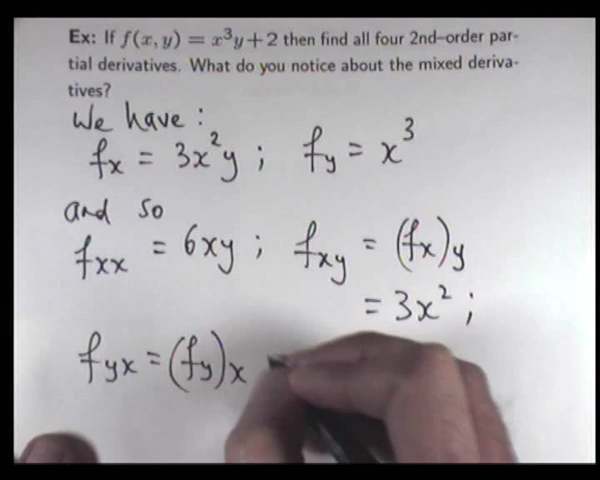 Ex: If f(x, y) = x³y+2 then find all four 2nd-order par-
tial derivatives. What do you notice about the mixed deriva-
tives?
We have :
fx = 3x²y ; fy = x³
and so
fxx = 6xy ; fxy = (fx)y
= 3x² ;
fyx = (fy)x